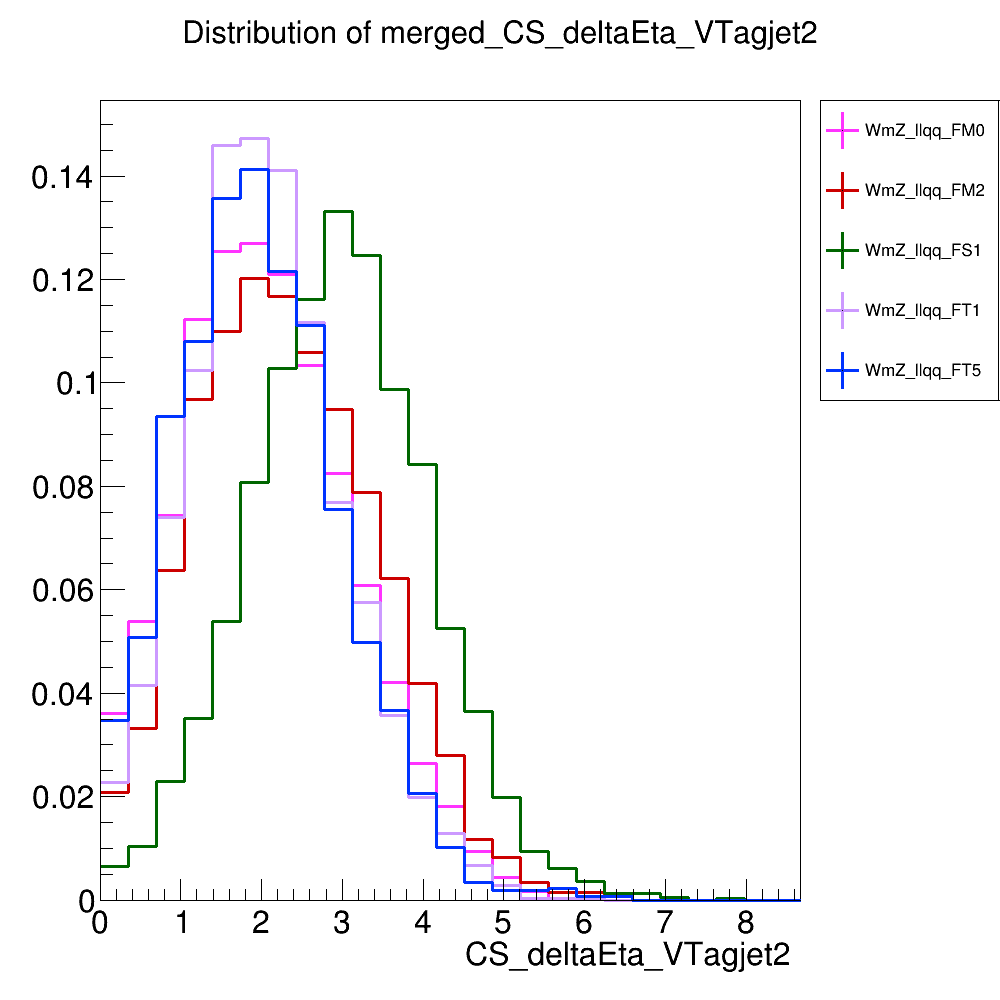 Distribution of merged_CS_deltaEta_VTagjet2
WmZ_llqq_FM0
WmZ_llqq_FM2
WmZ_llqq_FS1
WmZ_llqq_FT1
WmZ_llqq_FT5
0.14
0.12
0.1
0.08
0.06
0.04
0.02
0
0 1 2 3 4 5 6 7 8
CS_deltaEta_VTagjet2